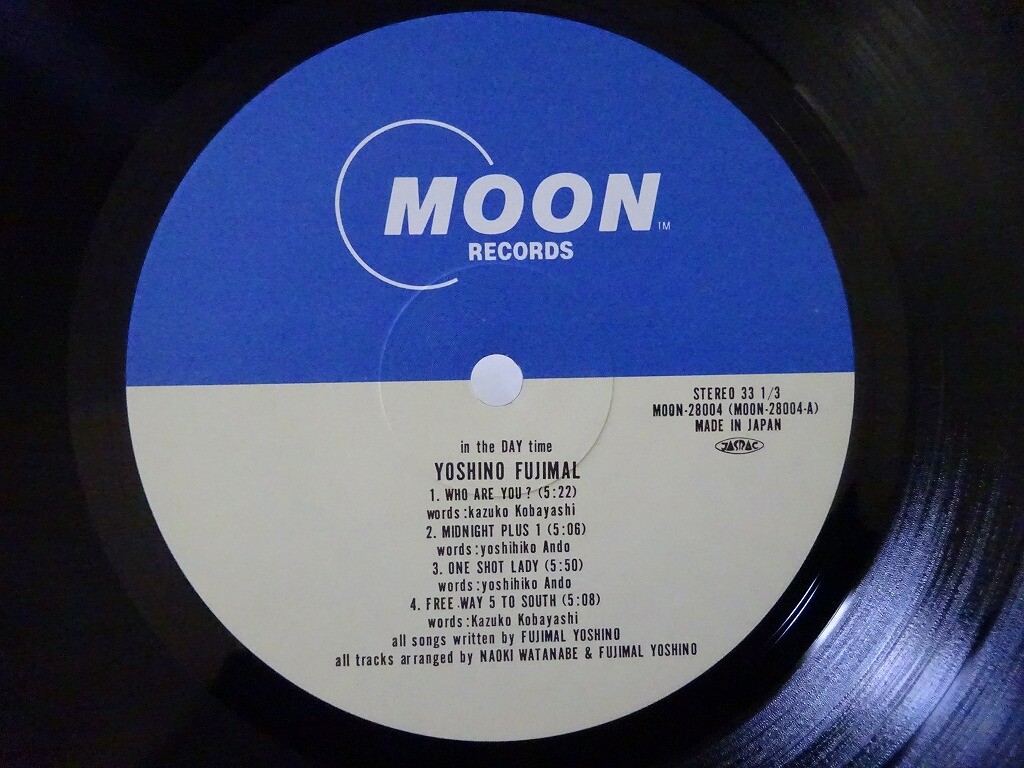 MOON
TM
RECORDS
STEREO 33 1/3
MOON-28004 (MOON-28004-A)
MADE IN JAPAN
JASRAC
in the DAY time
YOSHINO FUJIMAL
1. WHO ARE YOU? (5:22)
words:kazuko Kobayashi
2. MIDNIGHT PLUS 1 (5:06)
words:yoshihiko Ando
3. ONE SHOT LADY (5:50)
words:yoshihiko Ando
4. FREE WAY 5 TO SOUTH (5:08)
words:Kazuko Kobayashi
all songs written by FUJIMAL YOSHINO
all tracks arranged by NAOKI WATANABE & FUJIMAL YOSHINO